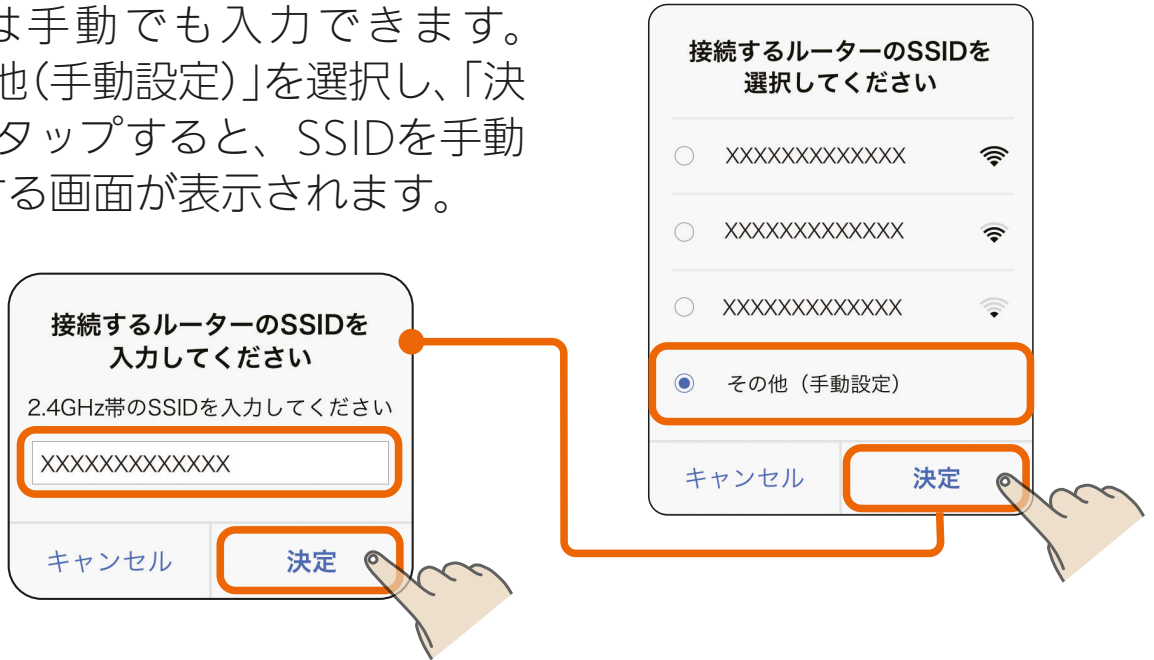 は手動でも入力できます。
他(手動設定)」を選択し、「決
タップすると、SSIDを手動
する画面が表示されます。
接続するルーターのSSIDを
選択してください
XXXXXXXXXXXXX
XXXXXXXXXXXXX
XXXXXXXXXXXXX
その他（手動設定）
キャンセル
決定
接続するルーターのSSIDを
入力してください
2.4GHz帯のSSIDを入力してください
XXXXXXXXXXXXX
キャンセル
決定